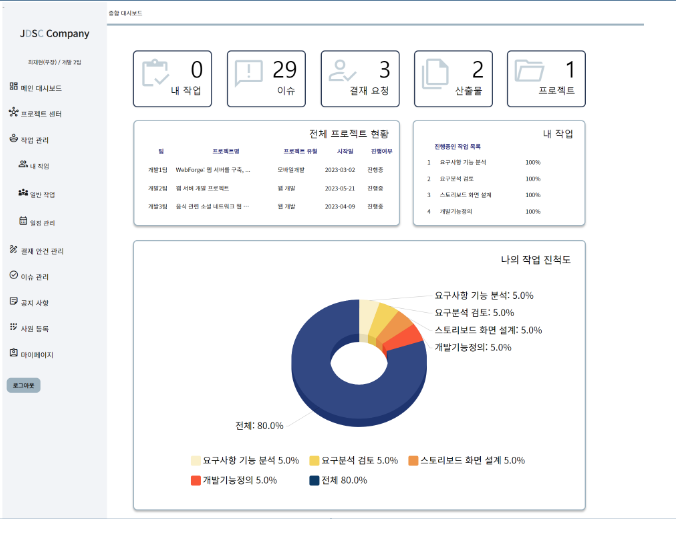 JDSC Company
최재현(부장) / 개발 2팀
메인 대시보드
프로젝트 센터
작업 관리
내 작업
일반 작업
일정 관리
결재 안건 관리
이슈 관리
공지 사항
사원 등록
마이페이지
로그아웃
종합 대시보드
0
내 작업
29
이슈
3
결재 요청
2
산출물
1
프로젝트
전체 프로젝트 현황
팀 프로젝트명 프로젝트 유형 시작일 진행여부
개발1팀 WebForge' 웹 서버를 구축, ... 모바일개발 2023-03-02 진행중
개발2팀 웹 서버 개발 프로젝트 웹 개발 2023-05-21 진행중
개발3팀 음식 관련 소셜 네트워크 웹 ... 웹 개발 2023-04-09 진행중
내 작업
진행중인 작업 목록
1 요구사항 기능 분석 100%
2 요구분석 검토 100%
3 스토리보드 화면 설계 100%
4 개발기능정의 100%
나의 작업 진척도
요구사항 기능 분석: 5.0%
요구분석 검토: 5.0%
스토리보드 화면 설계: 5.0%
개발기능정의: 5.0%
전체: 80.0%
요구사항 기능 분석 5.0% 요구분석 검토 5.0% 스토리보드 화면 설계 5.0%
개발기능정의 5.0% 전체 80.0%